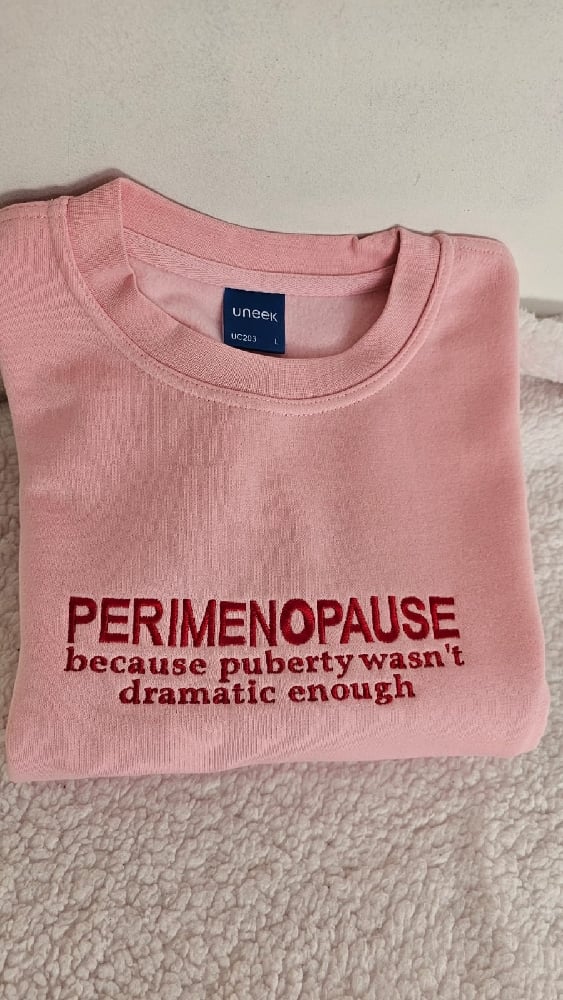 uneek
UC203 L
PERIMENOPAUSE
because puberty wasn't
dramatic enough